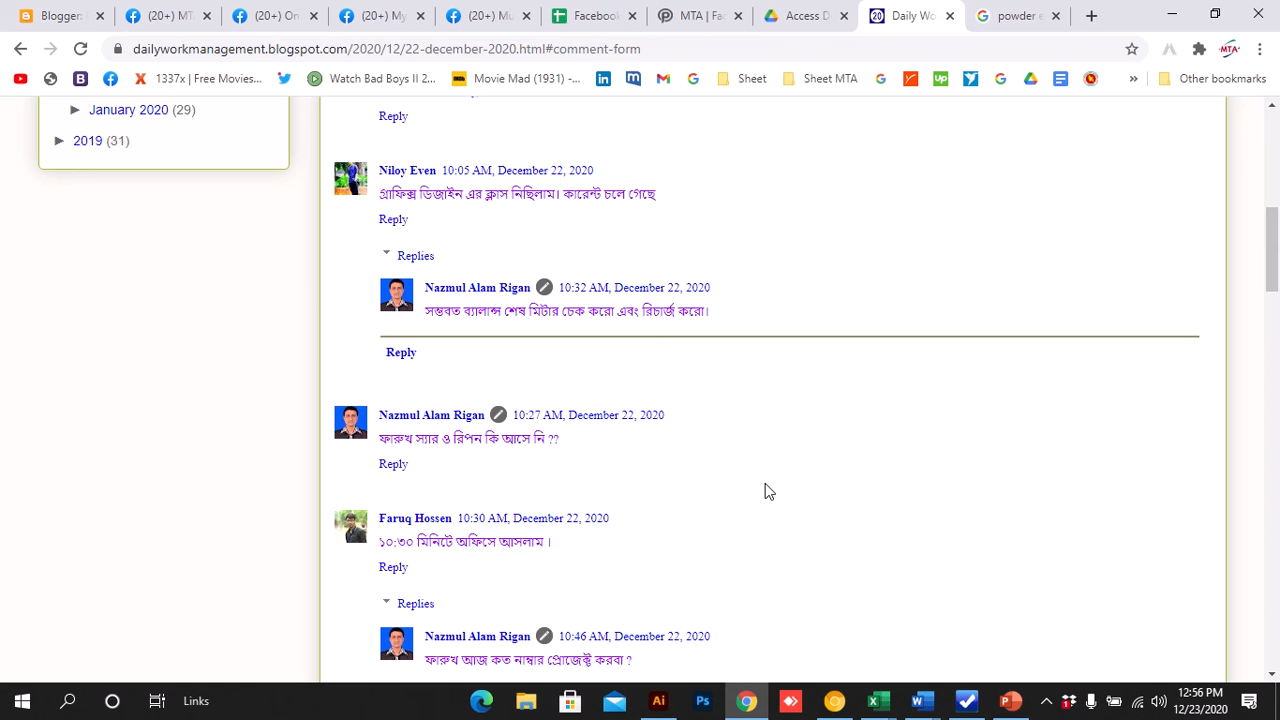 Blogger: 
(20+) 
(20+) Or
(20+) My
(20+) M
Facebook
MTA | F
Access D
Daily Wo
powder e
dailyworkmanagement.blogspot.com/2020/12/22-december-2020.html#comment-form
1337x | Free Movies...
Watch Bad Boys II 2...
Movie Mad (1931) -...
Sheet
Sheet MTA
Other bookmarks
January 2020 (29)
2019 (31)
Reply
Niloy Even 10:05 AM, December 22, 2020
গ্রাফিক্স ডিজাইন এর ক্লাস নিছিলাম। কারেন্ট চলে গেছে
Reply
Replies
Nazmul Alam Rigan 10:32 AM, December 22, 2020
সম্ভবত ব্যালান্স শেষ মিটার চেক করো এবং রিচার্জ করো।
Reply
Nazmul Alam Rigan 10:27 AM, December 22, 2020
ফারুখ স্যার ও রিপন কি আসে নি ??
Reply
Faruq Hossen 10:30 AM, December 22, 2020
১০:৩০ মিনিটে অফিসে আসলাম ।
Reply
Replies
Nazmul Alam Rigan 10:46 AM, December 22, 2020
ফারুখ আজ কত নাম্বার প্রোজেক্ট করবা ?
Links
12:56 PM
12/23/2020